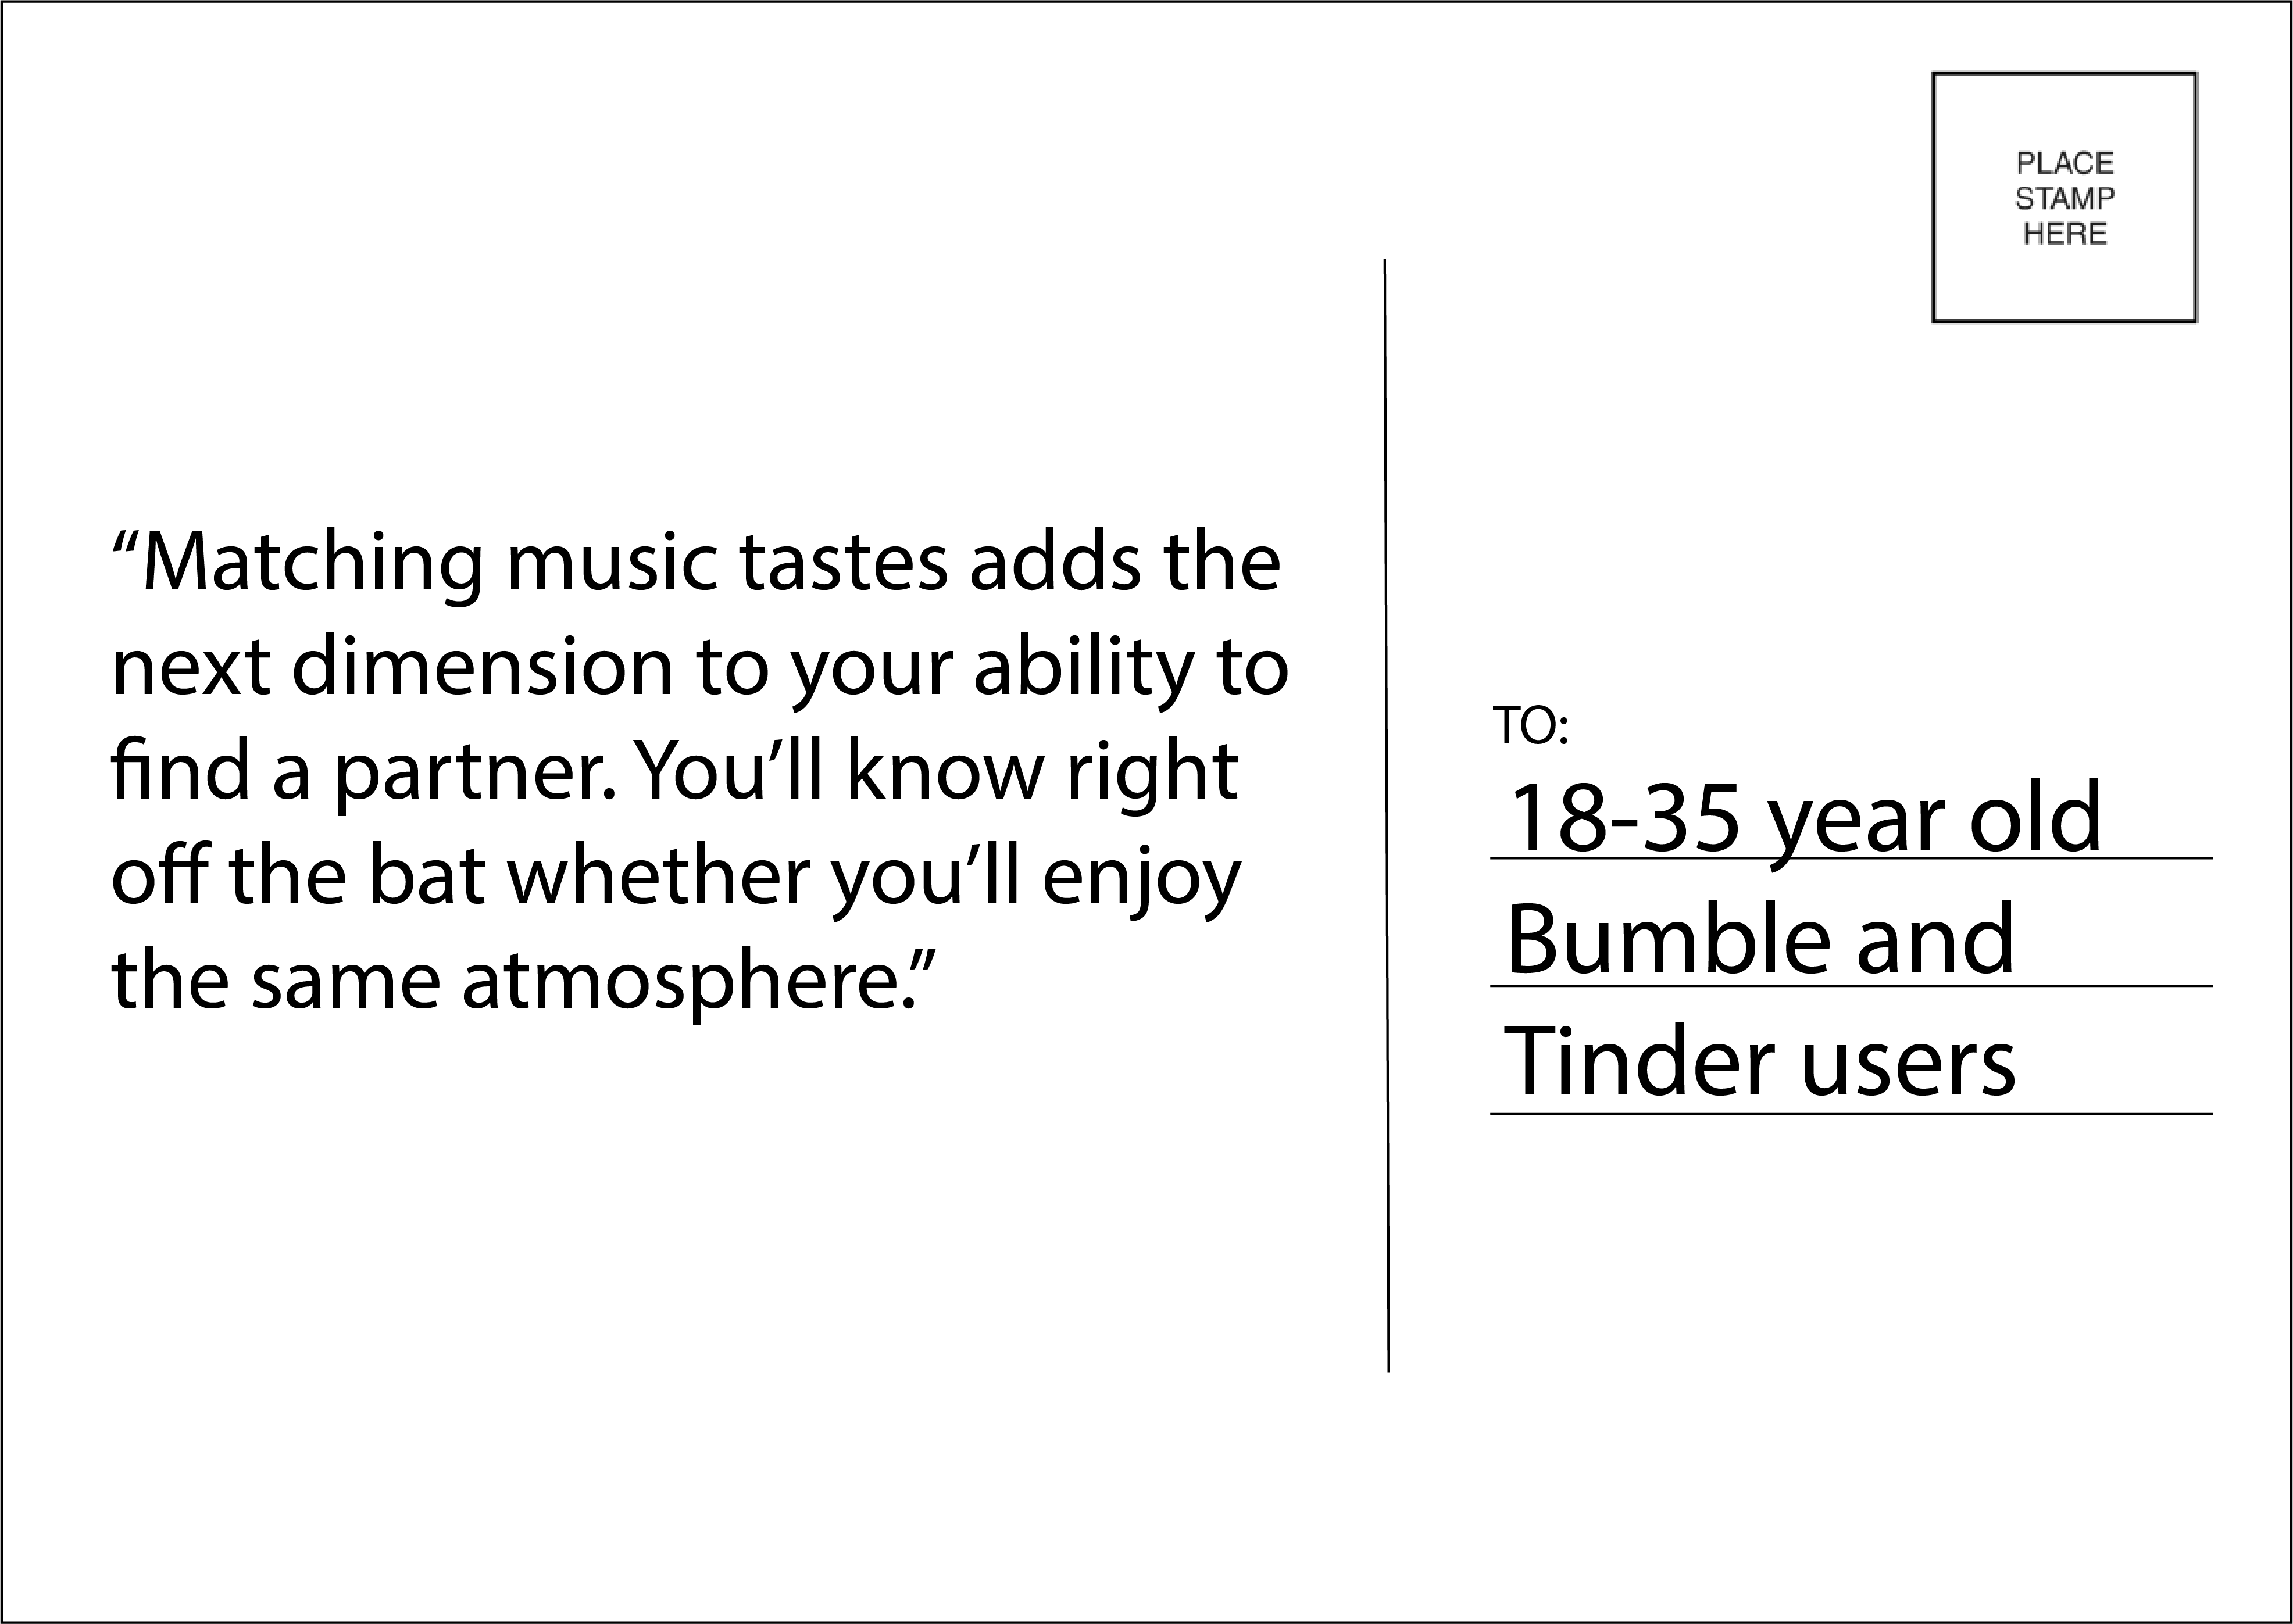 PLACE
STAMP
HERE
“Matching music tastes adds the
next dimension to your ability to
find a partner. You’ll know right
off the bat whether you’ll enjoy
the same atmosphere.”
TO:
18-35 year old
Bumble and
Tinder users